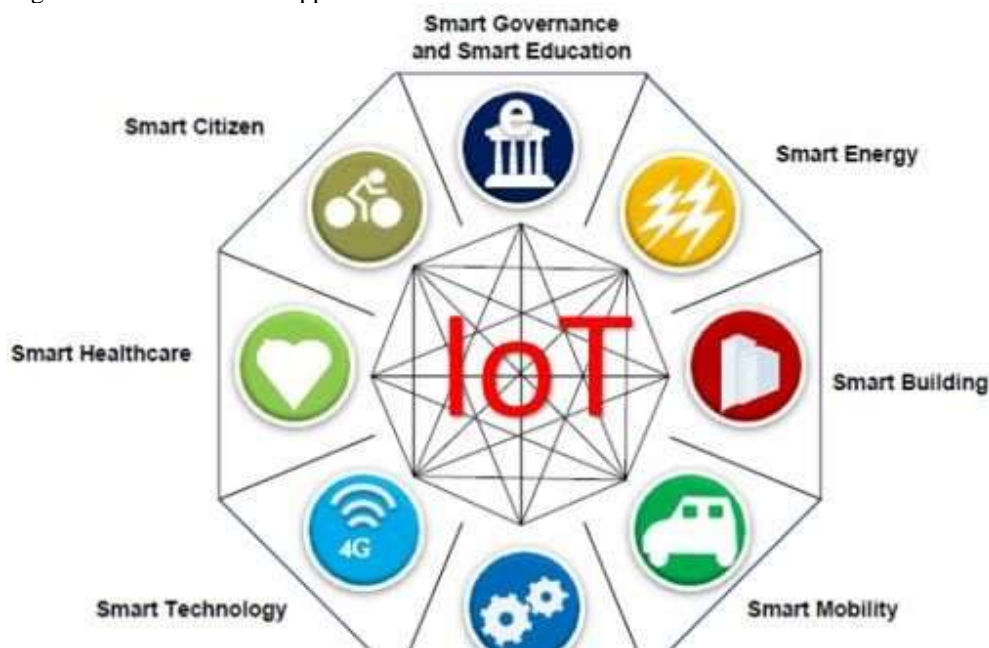 Smart Governance
and Smart Education
e
Smart Citizen
Smart Energy
IoT
Smart Healthcare
Smart Building
4G
Smart Technology
Smart Mobility